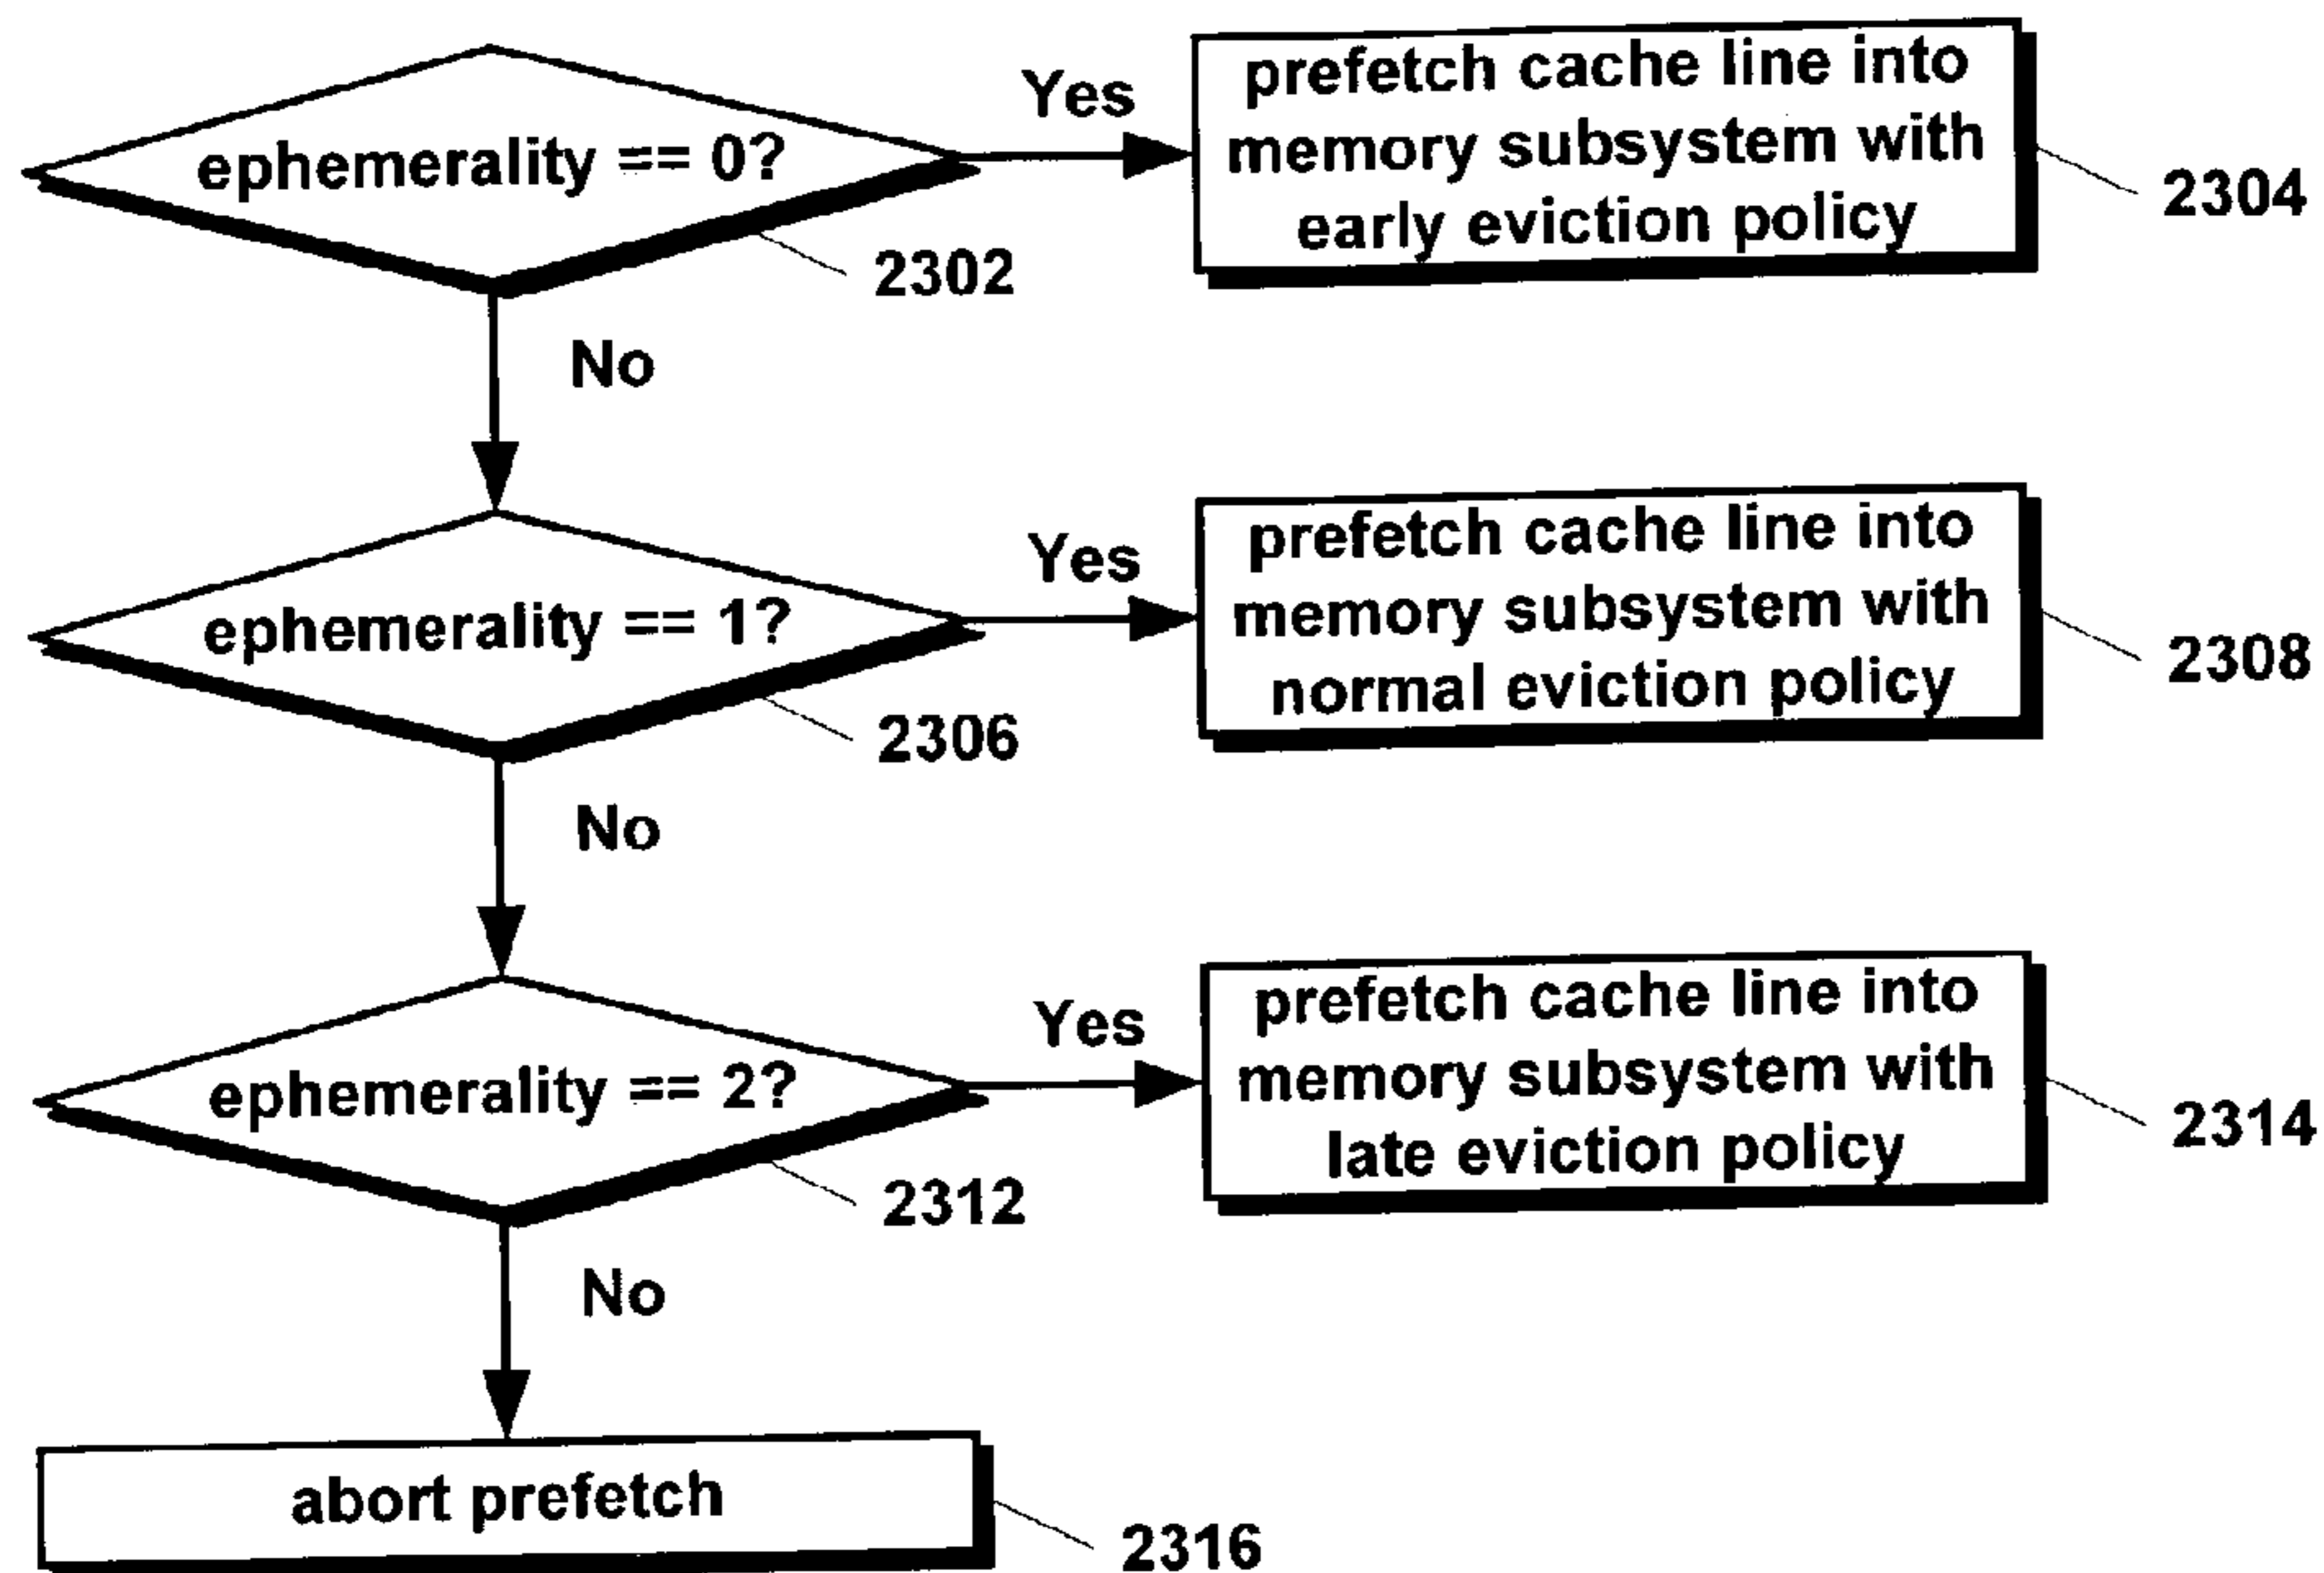 ephemerality == 0?
Yes
prefetch cache line into
memory subsystem with
early eviction policy
2304
2302
No
ephemerality == 1?
Yes
prefetch cache line into
memory subsystem with
normal eviction policy
2308
2306
No
ephemerality == 2?
Yes
prefetch cache line into
memory subsystem with
late eviction policy
2314
2312
No
abort prefetch
2316